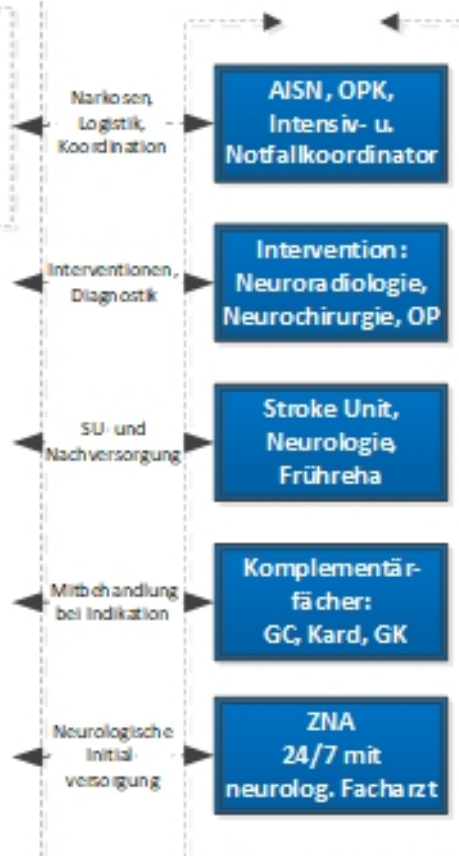 Narkosen,
Logistik,
Koordination
AISN, OPK,
Intensiv- u.
Notfallkoordinator
Interventionen,
Diagnostik
Intervention:
Neuroradiologie,
Neurochirurgie, OP
SU- und
Nachversorgung
Stroke Unit,
Neurologie,
Frühreha
Mitbehandlung
bei Indikation
Komplementär-
fächer:
GC, Kard, GK
Neurologische
Initial-
versorgung
ZNA
24/7 mit
neurolog. Facharzt